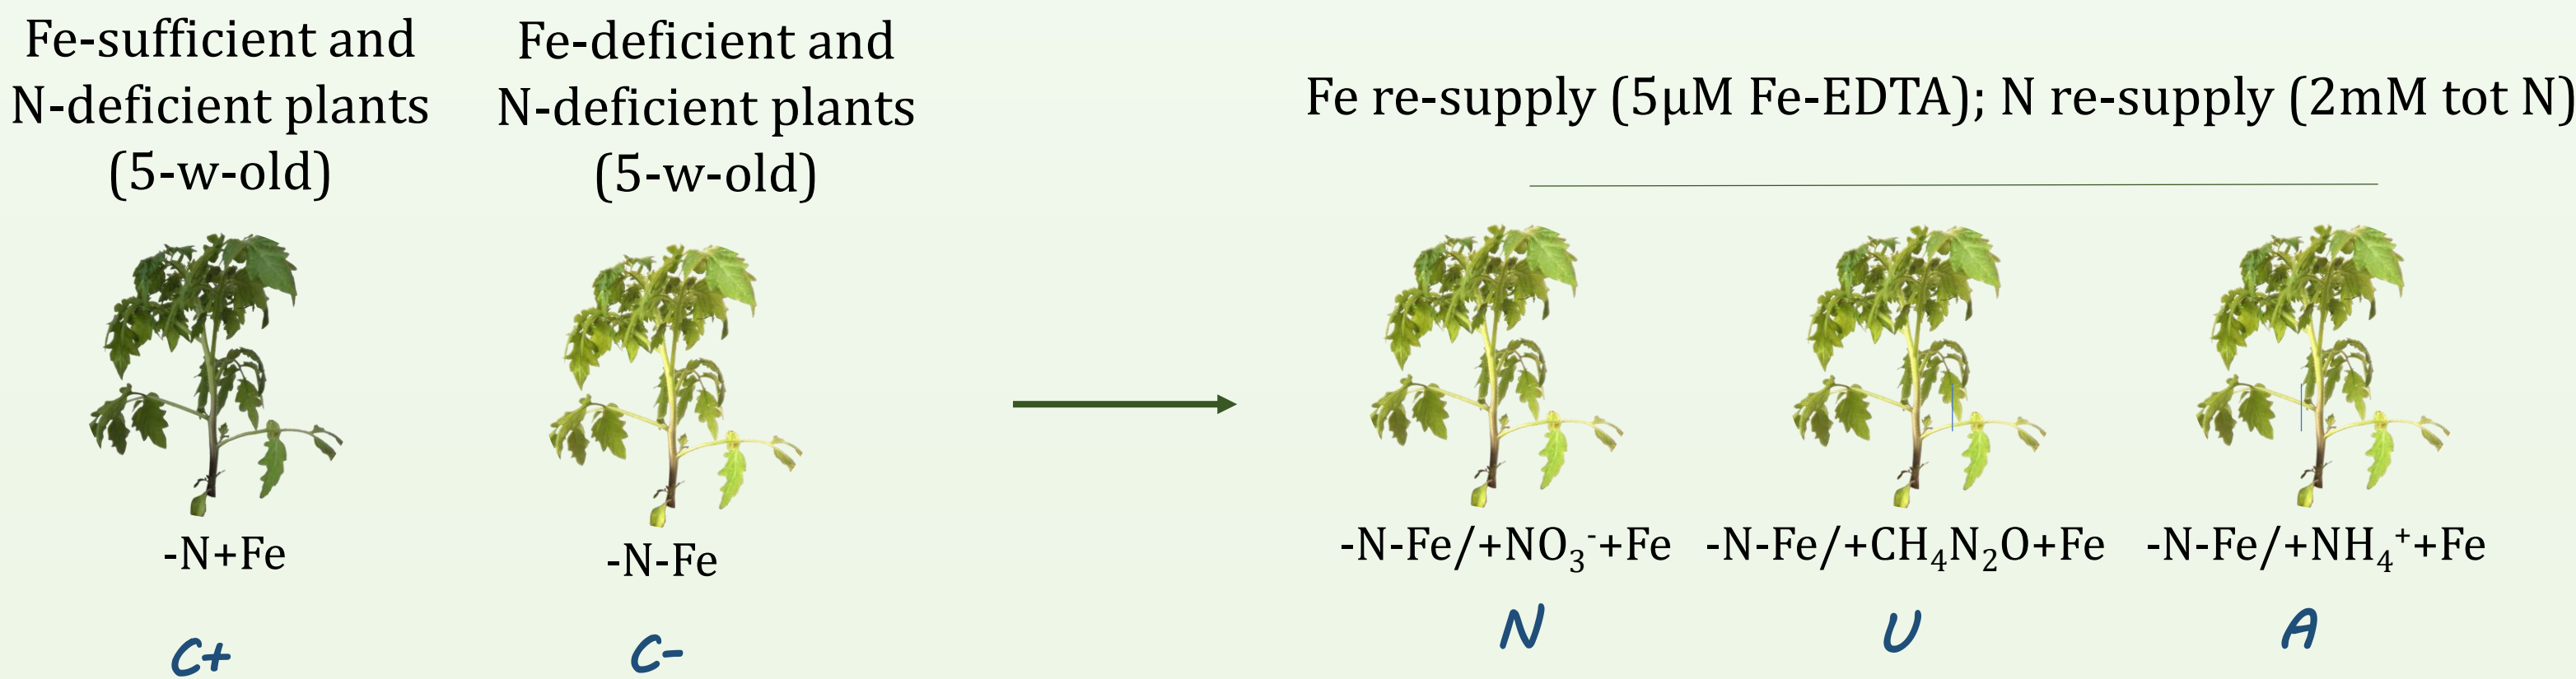 Fe-sufficient and
N-deficient plants
(5-w-old)
Fe-deficient and
N-deficient plants
(5-w-old)
Fe re-supply (5µM Fe-EDTA); N re-supply (2mM tot N)
-N+Fe
-N-Fe
-N-Fe/+NO₃⁻+Fe
-N-Fe/+CH₄N₂O+Fe
-N-Fe/+NH₄⁺+Fe
C+
C-
N
U
A